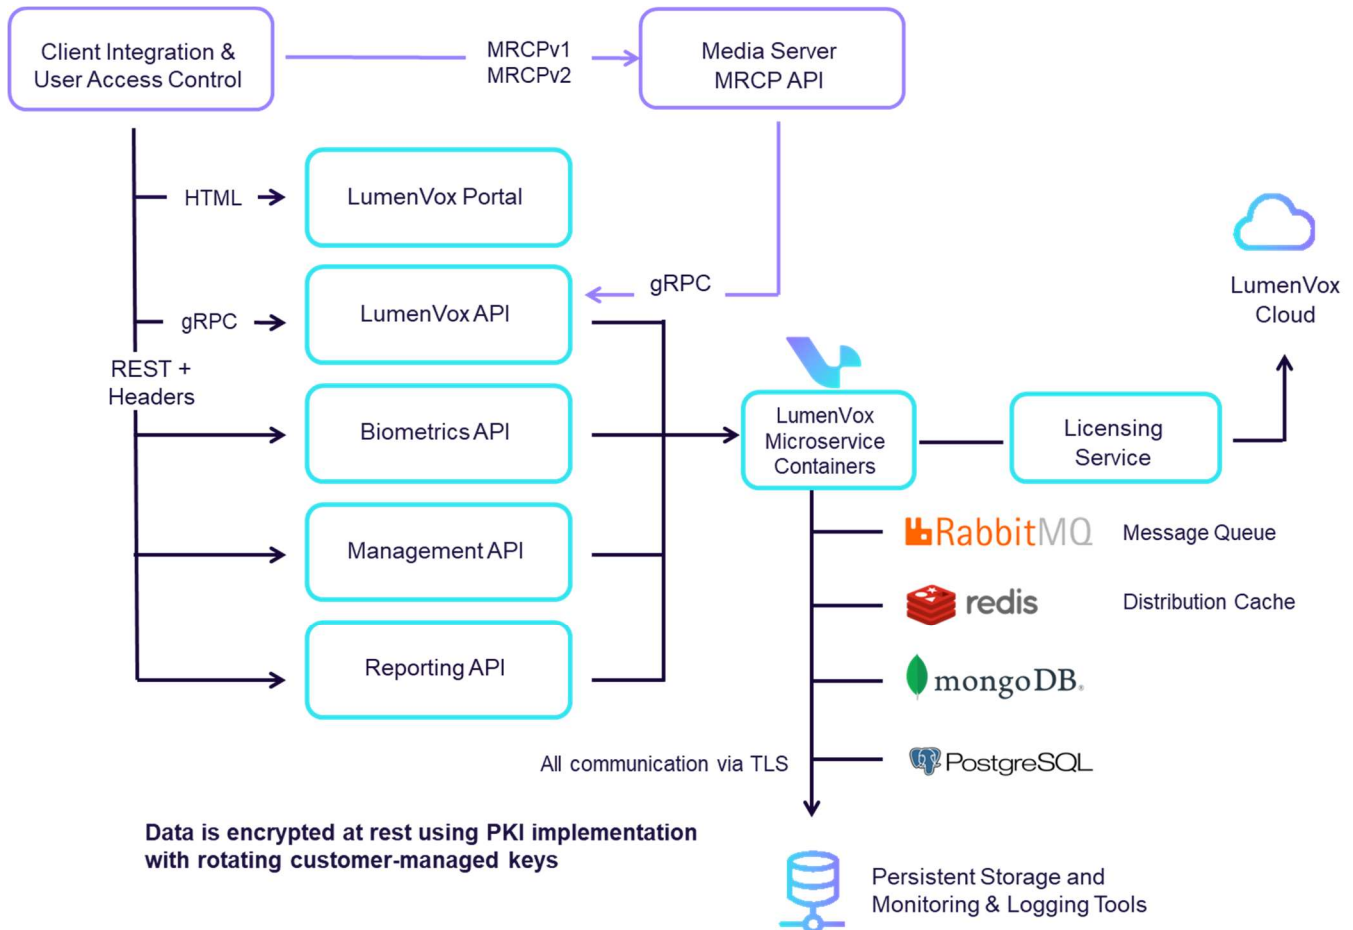 Client Integration &
User Access Control
MRCPv1
MRCPv2
Media Server
MRCP API
HTML
LumenVox Portal
gRPC
LumenVox API
gRPC
REST +
Headers
Biometrics API
Management API
Reporting API
LumenVox
Microservice
Containers
Licensing
Service
LumenVox
Cloud
RabbitMQ
Message Queue
redis
Distribution Cache
mongoDB®
PostgreSQL
All communication via TLS
Data is encrypted at rest using PKI implementation
with rotating customer-managed keys
Persistent Storage and
Monitoring & Logging Tools